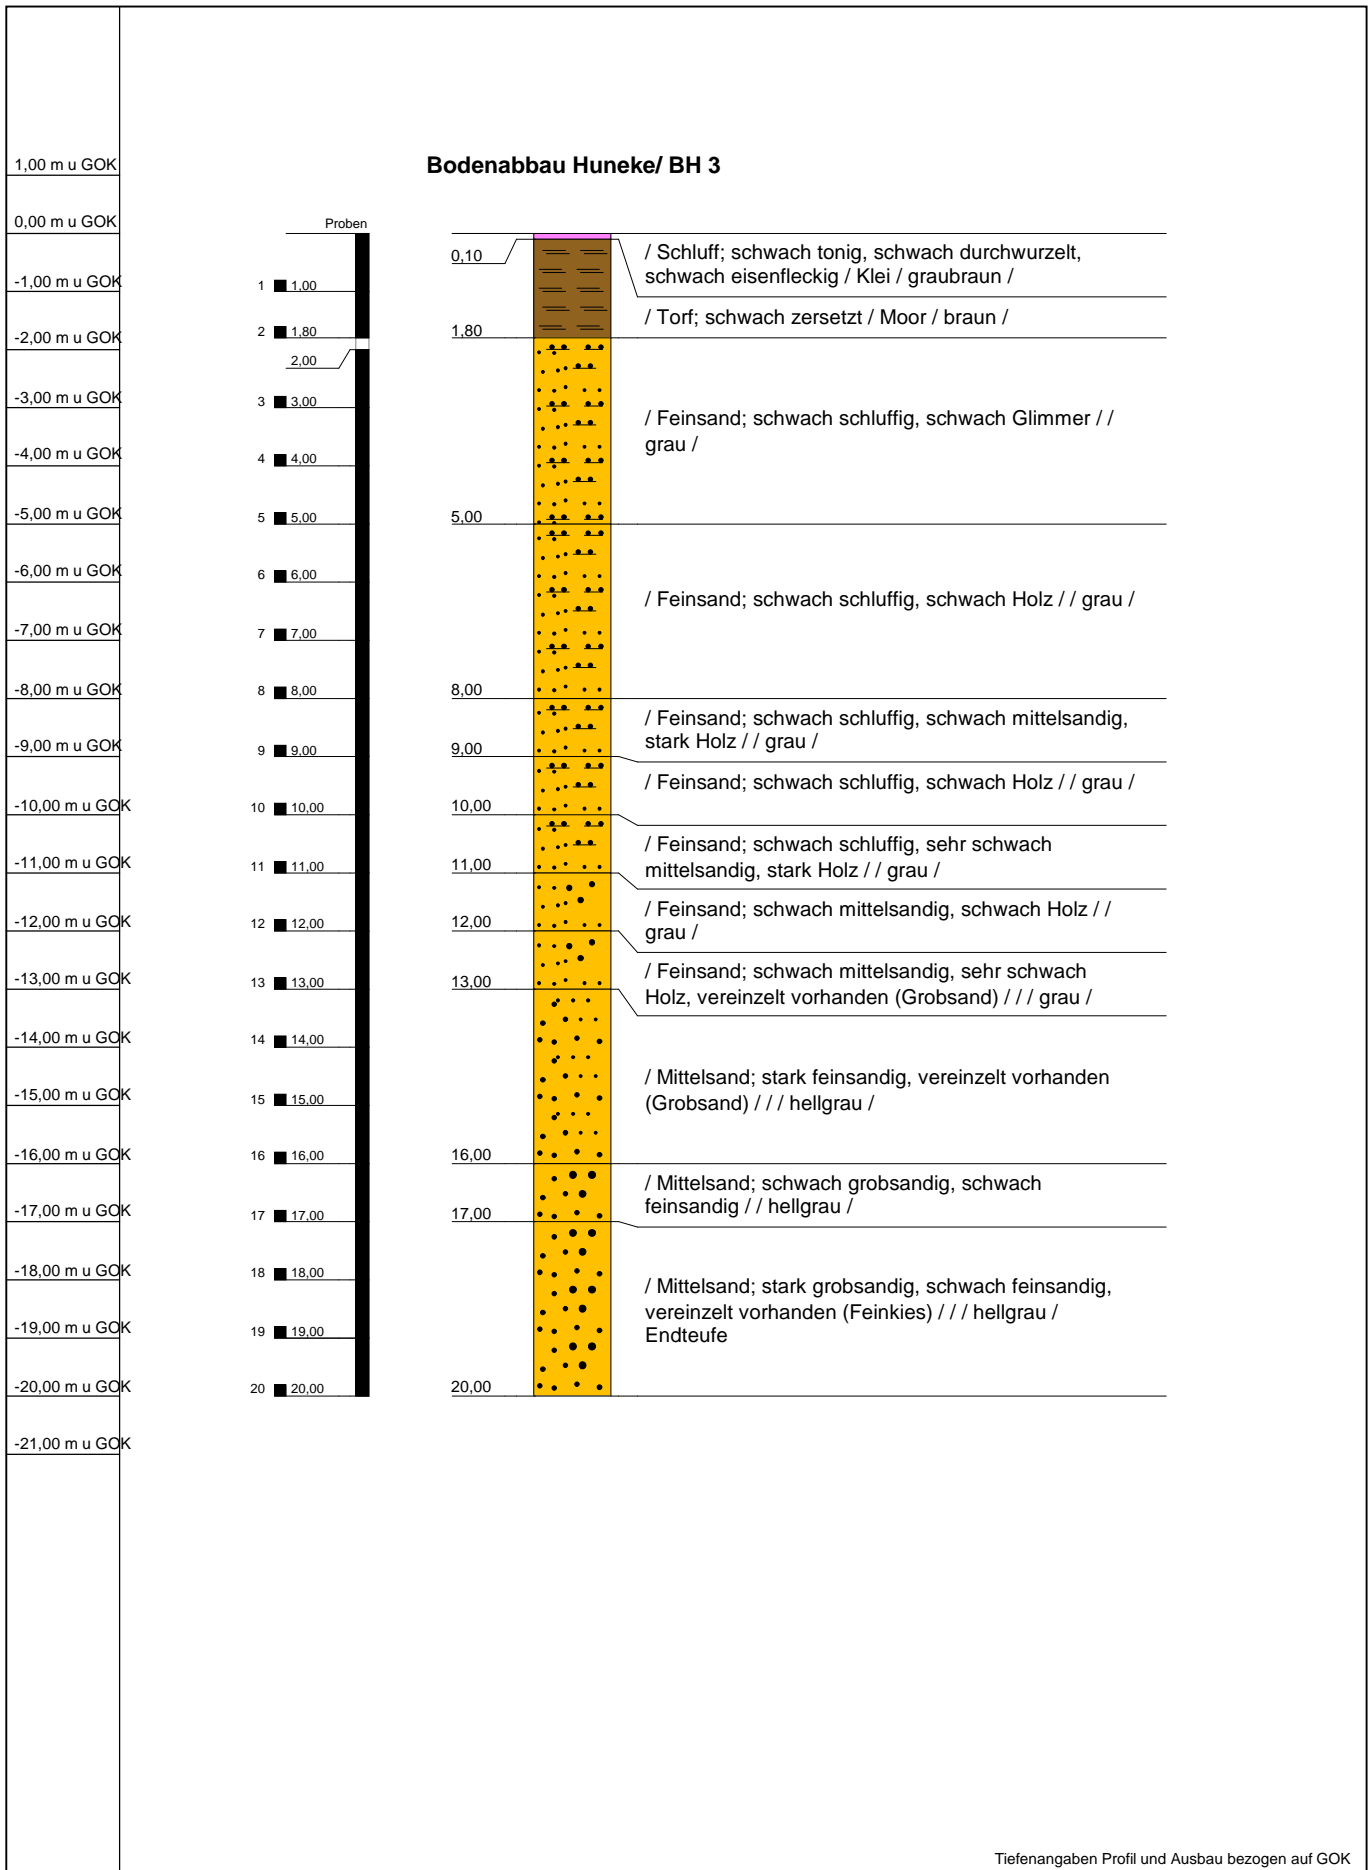 Bodenabbau Huneke/ BH 3
1,00 m u GOK
0,00 m u GOK
-1,00 m u GOK
-2,00 m u GOK
-3,00 m u GOK
-4,00 m u GOK
-5,00 m u GOK
-6,00 m u GOK
-7,00 m u GOK
-8,00 m u GOK
-9,00 m u GOK
-10,00 m u GOK
-11,00 m u GOK
-12,00 m u GOK
-13,00 m u GOK
-14,00 m u GOK
-15,00 m u GOK
-16,00 m u GOK
-17,00 m u GOK
-18,00 m u GOK
-19,00 m u GOK
-20,00 m u GOK
-21,00 m u GOK
Proben
1 1,00
2 1,80
2,00
3 3,00
4 4,00
5 5,00
6 6,00
7 7,00
8 8,00
9 9,00
10 10,00
11 11,00
12 12,00
13 13,00
14 14,00
15 15,00
16 16,00
17 17,00
18 18,00
19 19,00
20 20,00
0,10
1,80
5,00
8,00
9,00
10,00
11,00
12,00
13,00
16,00
17,00
20,00
/ Schluff; schwach tonig, schwach durchwurzelt,
schwach eisenfleckig / Klei / graubraun /
/ Torf; schwach zersetzt / Moor / braun /
/ Feinsand; schwach schluffig, schwach Glimmer / /
grau /
/ Feinsand; schwach schluffig, schwach Holz / / grau /
/ Feinsand; schwach schluffig, schwach mittelsandig,
stark Holz / / grau /
/ Feinsand; schwach schluffig, schwach Holz / / grau /
/ Feinsand; schwach schluffig, sehr schwach
mittelsandig, stark Holz / / grau /
/ Feinsand; schwach mittelsandig, schwach Holz / /
grau /
/ Feinsand; schwach mittelsandig, sehr schwach
Holz, vereinzelt vorhanden (Grobsand) / / / grau /
/ Mittelsand; stark feinsandig, vereinzelt vorhanden
(Grobsand) / / / hellgrau /
/ Mittelsand; schwach grobsandig, schwach
feinsandig / / hellgrau /
/ Mittelsand; stark grobsandig, schwach feinsandig,
vereinzelt vorhanden (Feinkies) / / / hellgrau /
Endteufe
Tiefenangaben Profil und Ausbau bezogen auf GOK